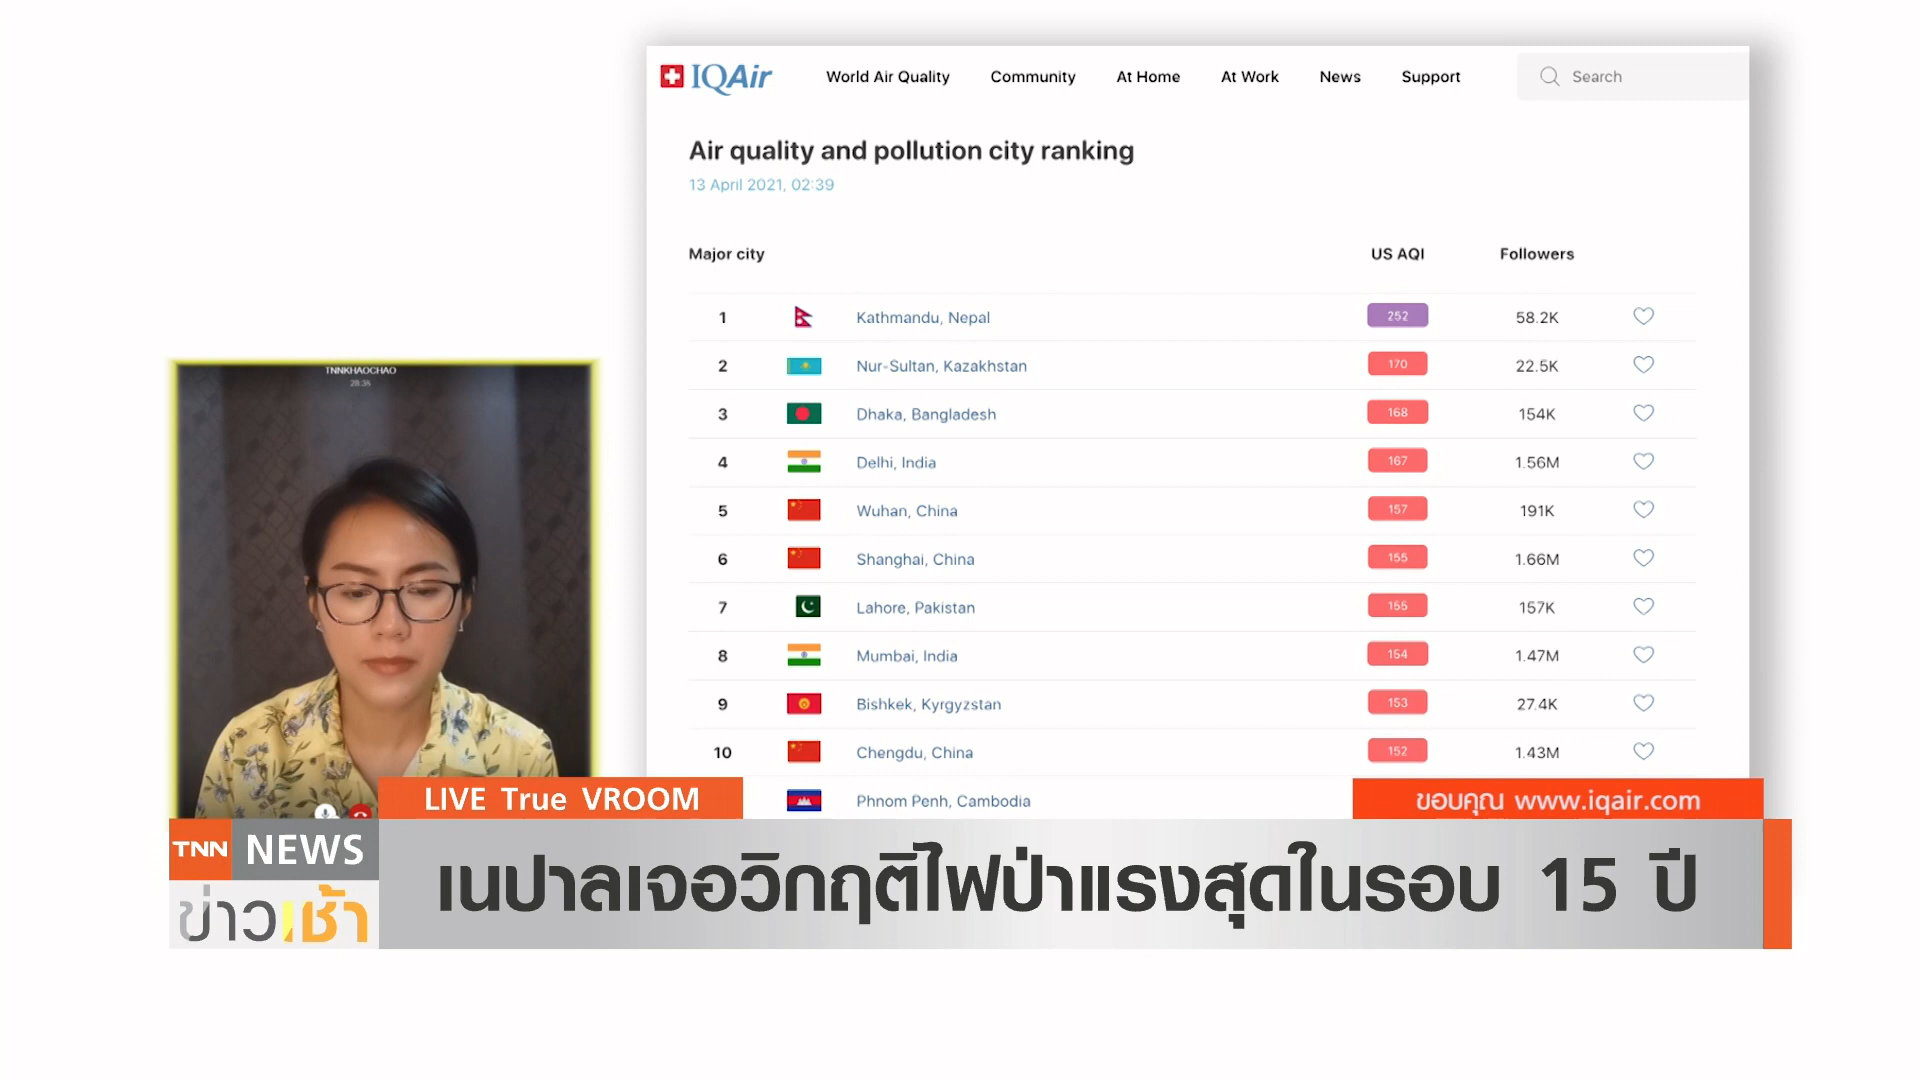 IQAir
World Air Quality Community At Home At Work News Support Search
Air quality and pollution city ranking
13 April 2021, 02:39
Major city US AQI Followers
1 Kathmandu, Nepal 252 58.2K
2 Nur-Sultan, Kazakhstan 170 22.5K
3 Dhaka, Bangladesh 168 154K
4 Delhi, India 167 1.56M
5 Wuhan, China 157 191K
6 Shanghai, China 155 1.66M
7 Lahore, Pakistan 155 157K
8 Mumbai, India 154 1.47M
9 Bishkek, Kyrgyzstan 153 27.4K
10 Chengdu, China 152 1.43M
Phnom Penh, Cambodia
TNNKHAOCHAO
LIVE True VROOM
ขอบคุณ www.iqair.com
TNN NEWS
ข่าวเช้า
เนปาลเจอวิกฤติไฟป่าแรงสุดในรอบ 15 ปี